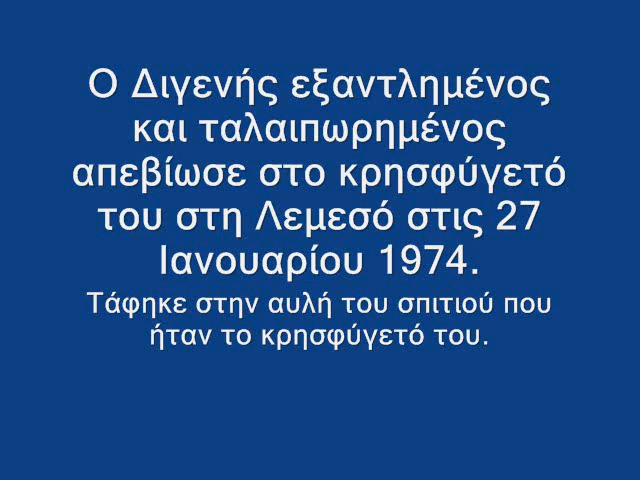 Ο Διγενής εξαντλημένος
και ταλαιπωρημένος
απεβίωσε στο κρησφύγετό
του στη Λεμεσό στις 27
Ιανουαρίου 1974.
Τάφηκε στην αυλή του σπιτιού που
ήταν το κρησφύγετό του.